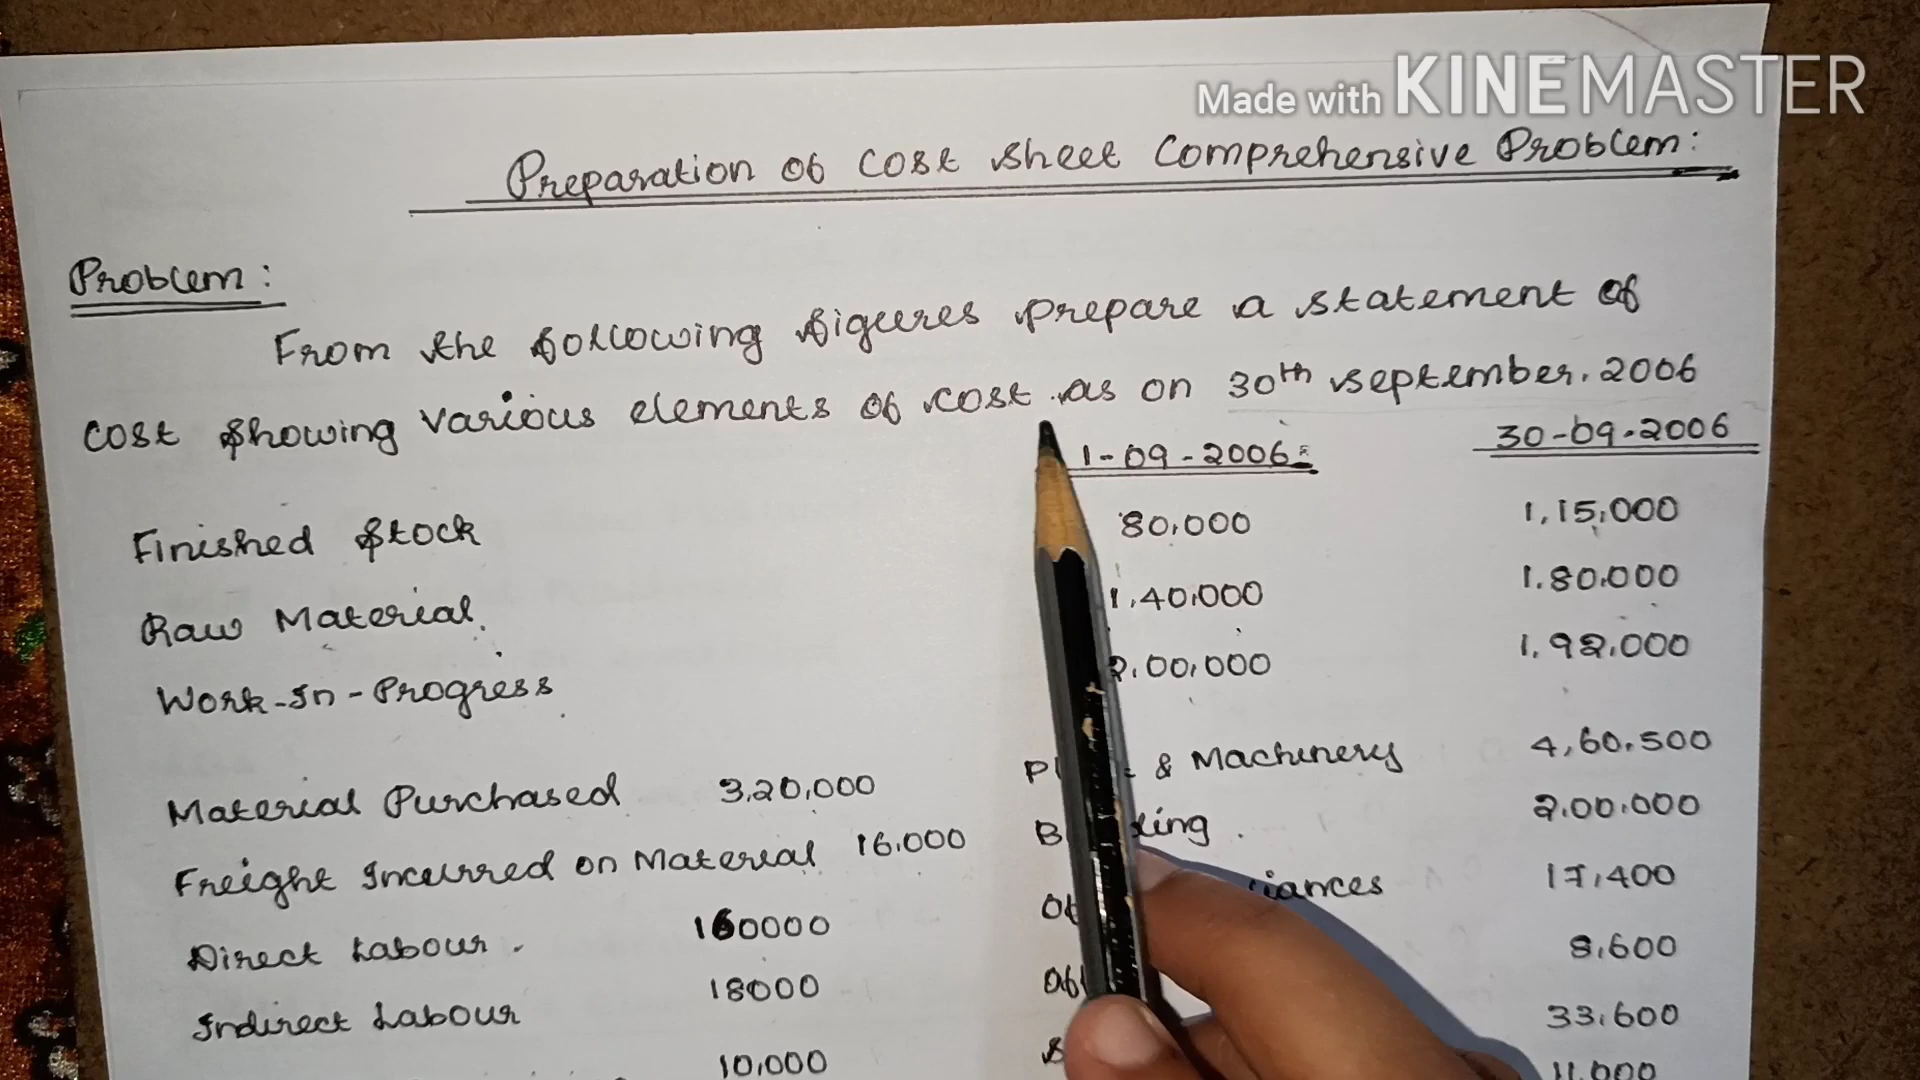 Made with KINEMASTER
Preparation of cost sheet comprehensive Problem:
Problem:
From the following figures prepare a statement of
cost showing various elements of cost as on 30th september. 2006
1-09-2006 30-09-2006
Finished Stock 80,000 1,15,000
Raw Material 1,40,000 1,80,000
Work-In-Progress 2,00,000 1,92,000
Material Purchased 3,20,000 & Machinery 4,60,500
Freight Incurred on Material 16,000 2,00,000
Direct Labour 160000 17,400
Indirect Labour 18000 8,600
10,000 33,600
11,000